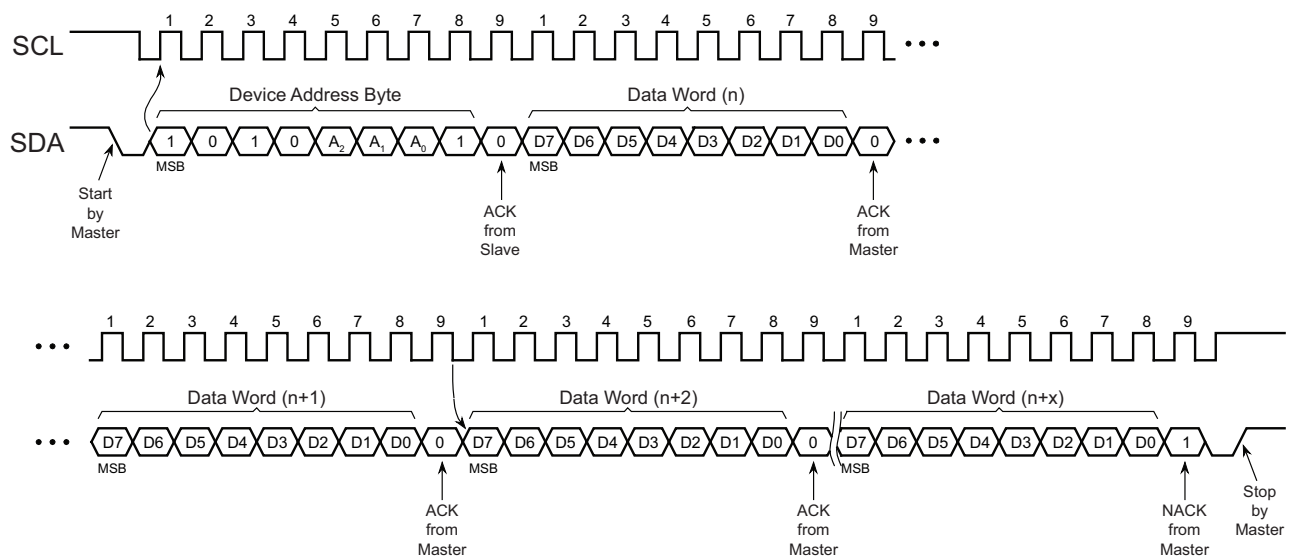 1 2 3 4 5 6 7 8 9 1 2 3 4 5 6 7 8 9
SCL
Device Address Byte Data Word (n)
SDA 1 0 1 0 A2 A1 A0 1 0 D7 D6 D5 D4 D3 D2 D1 D0 0
MSB MSB
Start
by
Master
ACK
from
Slave
ACK
from
Master
1 2 3 4 5 6 7 8 9 1 2 3 4 5 6 7 8 9 1 2 3 4 5 6 7 8 9
Data Word (n+1) Data Word (n+2) Data Word (n+x)
D7 D6 D5 D4 D3 D2 D1 D0 0 D7 D6 D5 D4 D3 D2 D1 D0 0 D7 D6 D5 D4 D3 D2 D1 D0 1
MSB MSB MSB
ACK
from
Master
ACK
from
Master
NACK
from
Master
Stop
by
Master